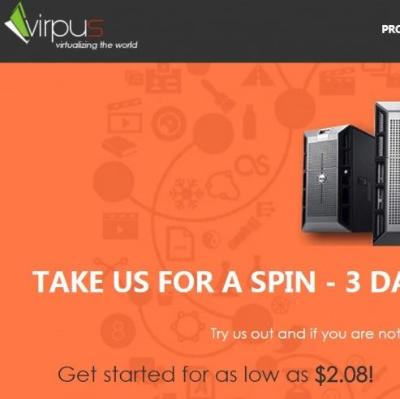 virpus
virtualizing the world
PRO
TAKE US FOR A SPIN - 3 DA
Try us out and if you are not
Get started for as low as $2.08!